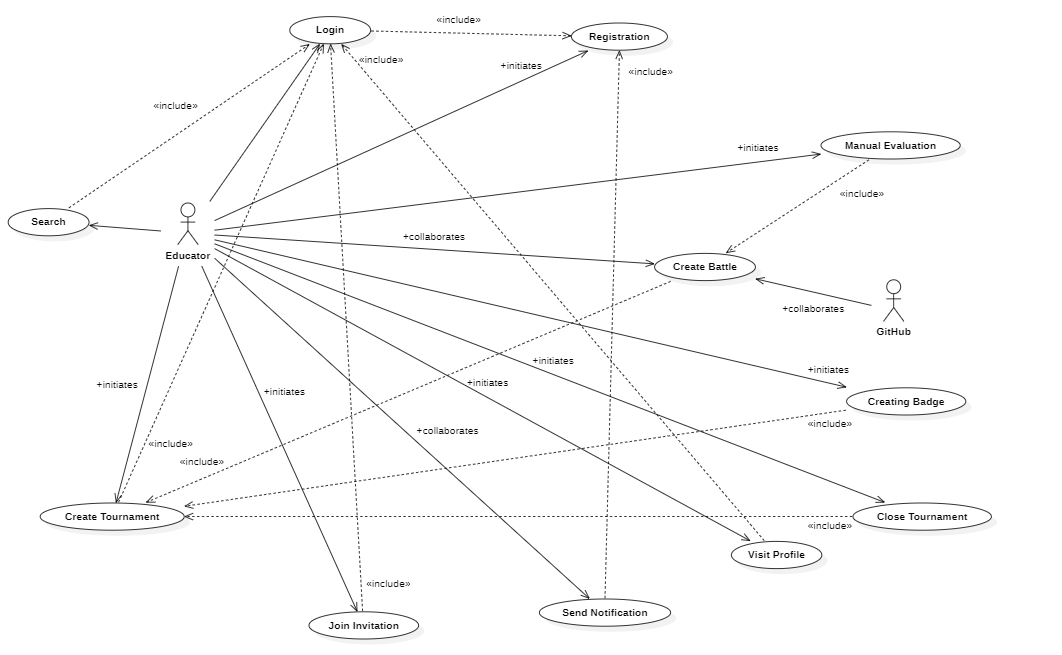 «include»
Login
Registration
«include»
+initiates
«include»
«include»
Manual Evaluation
+initiates
«include»
Search
Educator
+collaborates
Create Battle
+collaborates
GitHub
+initiates
+initiates
+initiates
+initiates
+initiates
Creating Badge
«include»
+collaborates
«include»
«include»
Create Tournament
Close Tournament
«include»
Visit Profile
«include»
Send Notification
Join Invitation